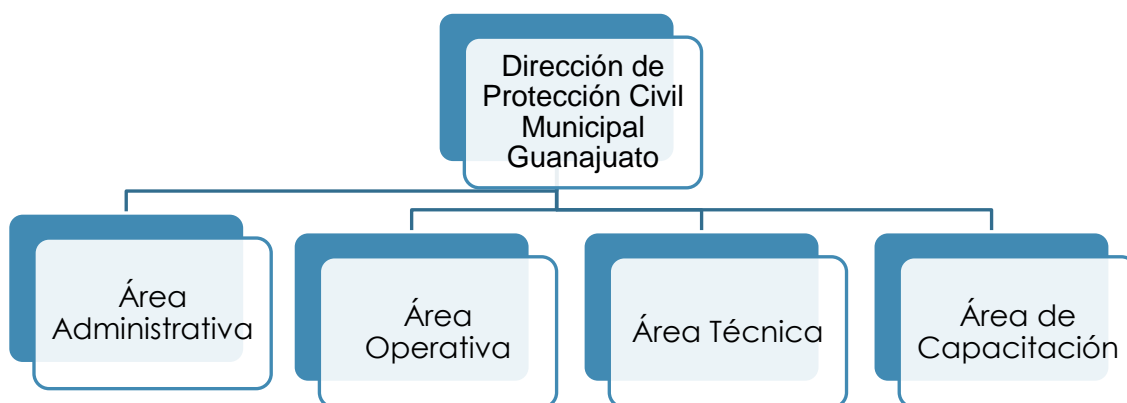 Dirección de
Protección Civil
Municipal
Guanajuato
Área
Administrativa
Área
Operativa
Área Técnica
Área de
Capacitación